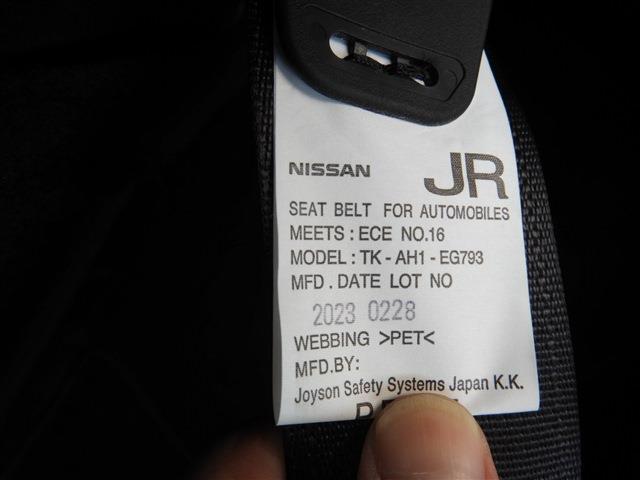 NISSAN JR
SEAT BELT FOR AUTOMOBILES
MEETS : ECE NO.16
MODEL : TK - AH1 - EG793
MFD . DATE LOT NO
2023 0228
WEBBING >PET<
MFD.BY:
Joyson Safety Systems Japan K.K.